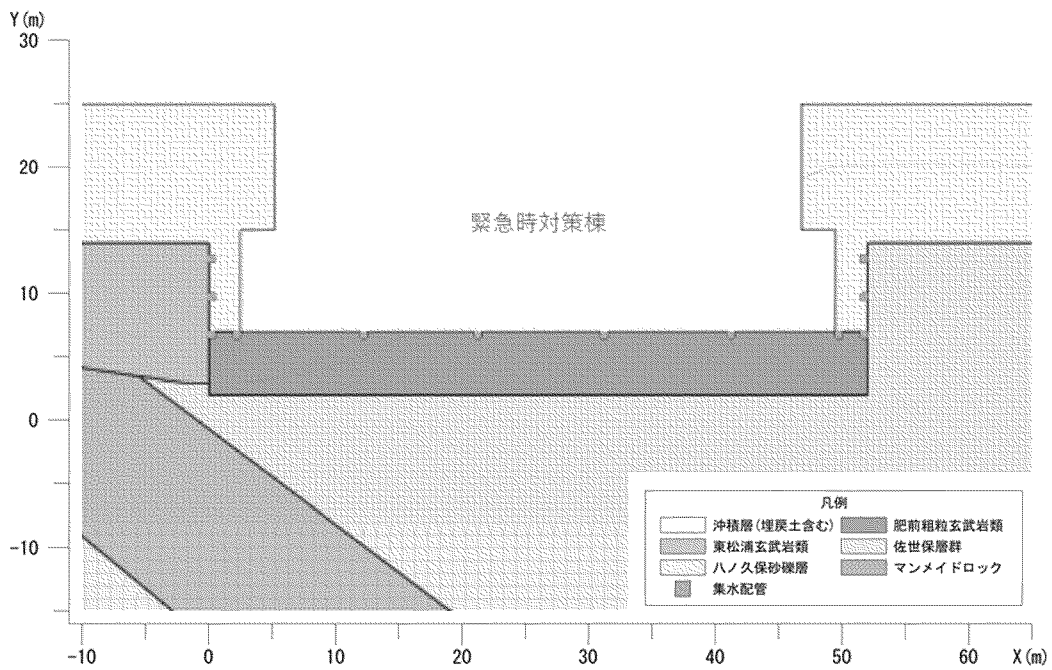 Y(m)
30
20
10
0
-10
緊急時対策棟
凡例
沖積層(埋戻土含む)
肥前粗粒玄武岩類
東松浦玄武岩類
佐世保層群
八ノ久保砂礫層
マンメイドロック
集水配管
-10 0 10 20 30 40 50 60 X(m)